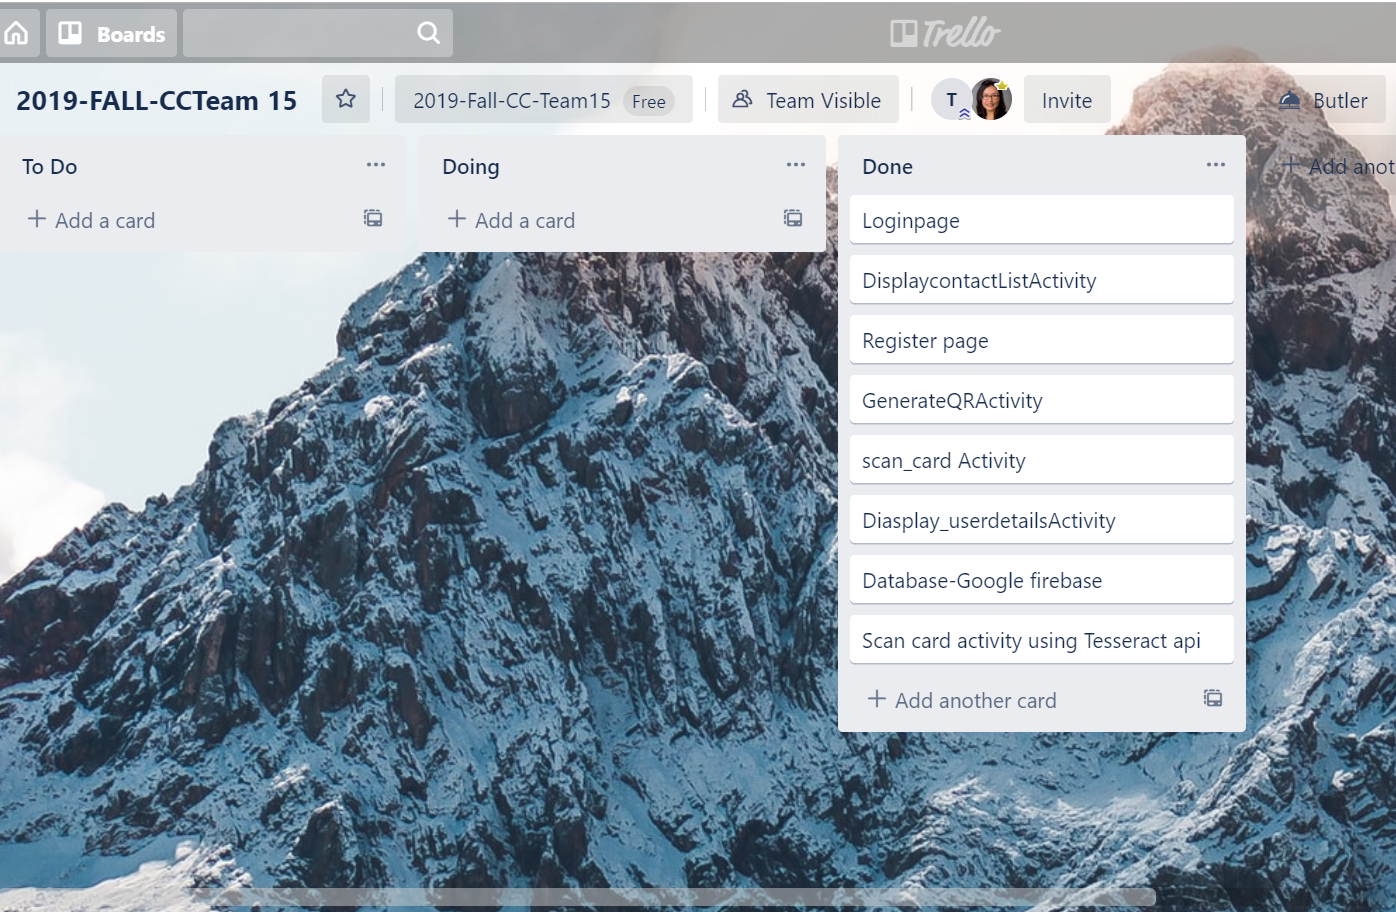 Boards
Trello
2019-FALL-CCTeam 15
2019-Fall-CC-Team15 Free
Team Visible
T
Invite
Butler
To Do
+ Add a card
Doing
+ Add a card
Done
Loginpage
DisplaycontactListActivity
Register page
GenerateQRActivity
scan_card Activity
Diasplay_userdetailsActivity
Database-Google firebase
Scan card activity using Tesseract api
+ Add another card
+ Add anot